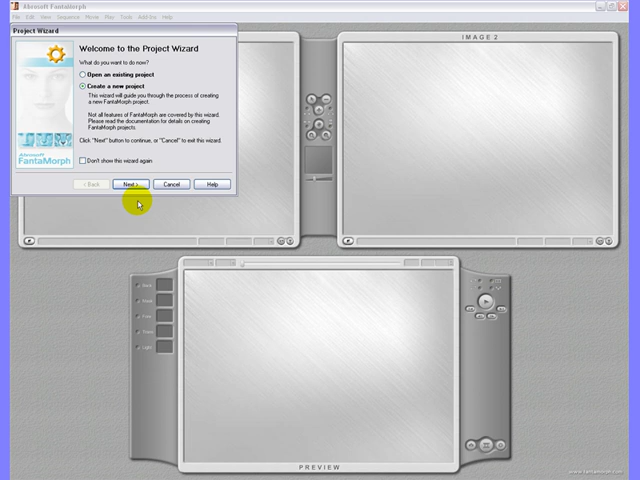 Abrosoft FantaMorph
File Edit View Sequence Movie Play Tools Add-Ins Help
Project Wizard
Welcome to the Project Wizard
What do you want to do now?
Open an existing project
Create a new project
This wizard will guide you through the process of creating
a new FantaMorph project.
Not all features of FantaMorph are covered by this wizard.
Please read the documentation for details on creating
FantaMorph projects.
Click "Next" button to continue, or "Cancel" to exit this wizard.
Don't show this wizard again
Abrosoft
FantaMorph
< Back Next > Cancel Help
IMAGE 2
PREVIEW
www.fantamorph.com